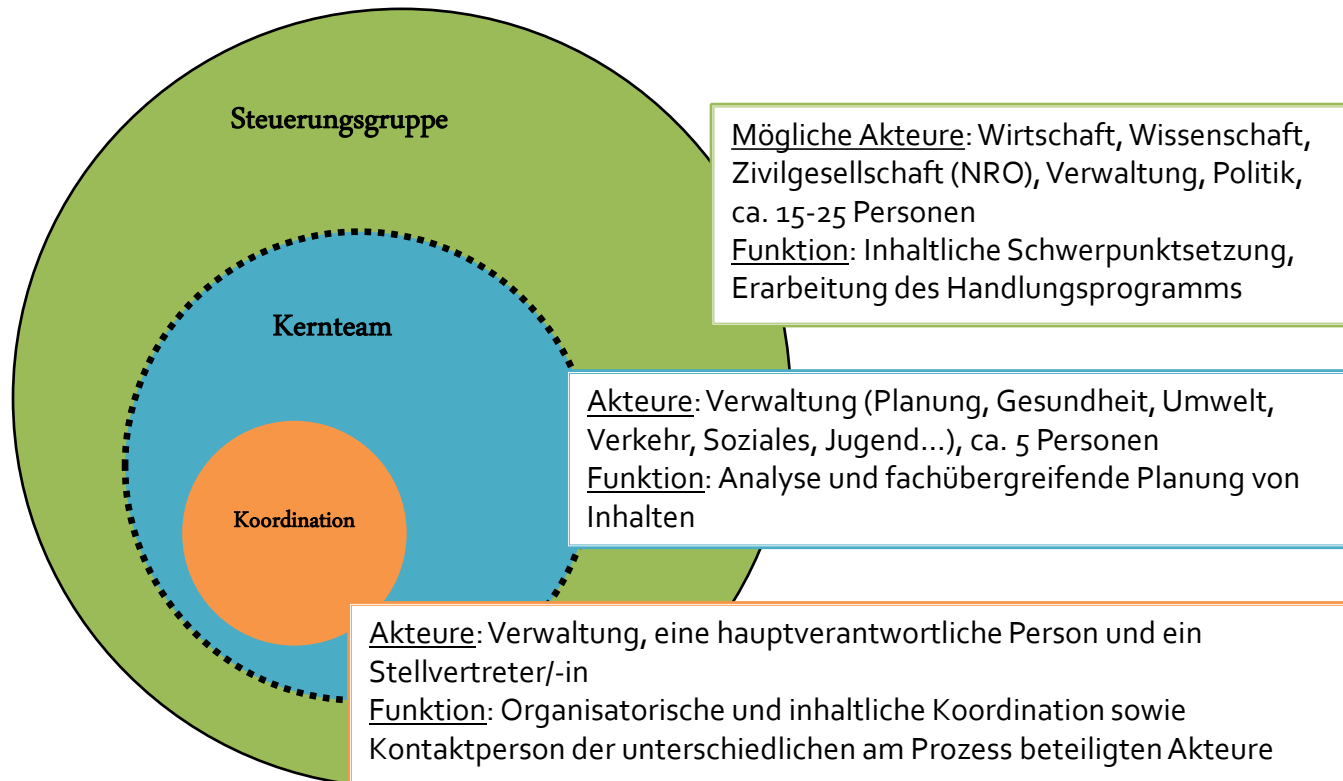 Steuerungsgruppe
Mögliche Akteure: Wirtschaft, Wissenschaft,
Zivilgesellschaft (NRO), Verwaltung, Politik,
ca. 15-25 Personen
Funktion: Inhaltliche Schwerpunktsetzung,
Erarbeitung des Handlungsprogramms
Kernteam
Akteure: Verwaltung (Planung, Gesundheit, Umwelt,
Verkehr, Soziales, Jugend...), ca. 5 Personen
Funktion: Analyse und fachübergreifende Planung von
Inhalten
Koordination
Akteure: Verwaltung, eine hauptverantwortliche Person und ein
Stellvertreter/-in
Funktion: Organisatorische und inhaltliche Koordination sowie
Kontaktperson der unterschiedlichen am Prozess beteiligten Akteure